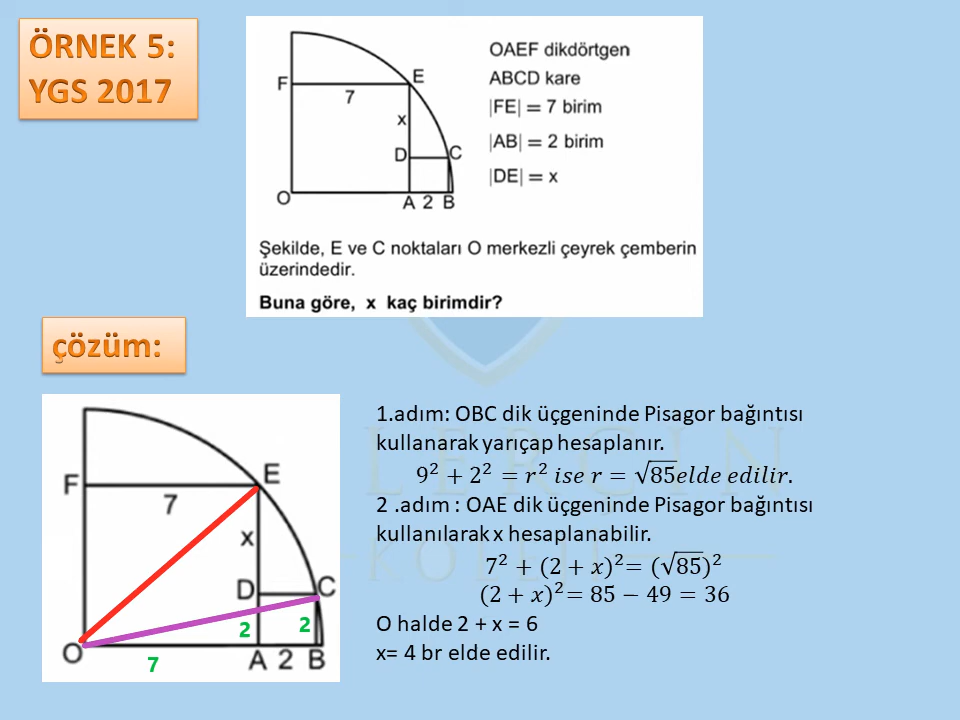 ÖRNEK 5:
YGS 2017
F
E
7
x
D
C
O
A 2 B
OAEF dikdörtgen
ABCD kare
|FE| = 7 birim
|AB| = 2 birim
|DE| = x
Şekilde, E ve C noktaları O merkezli çeyrek çemberin
üzerindedir.
Buna göre, x kaç birimdir?
çözüm:
F
E
7
x
D
C
2
2
O
7
A 2 B
1.adım: OBC dik üçgeninde Pisagor bağıntısı
kullanarak yarıçap hesaplanır.
9² + 2² = r² ise r = √85elde edilir.
2 .adım : OAE dik üçgeninde Pisagor bağıntısı
kullanılarak x hesaplanabilir.
7² + (2 + x)²= (√85)²
(2 + x)²= 85 − 49 = 36
O halde 2 + x = 6
x= 4 br elde edilir.